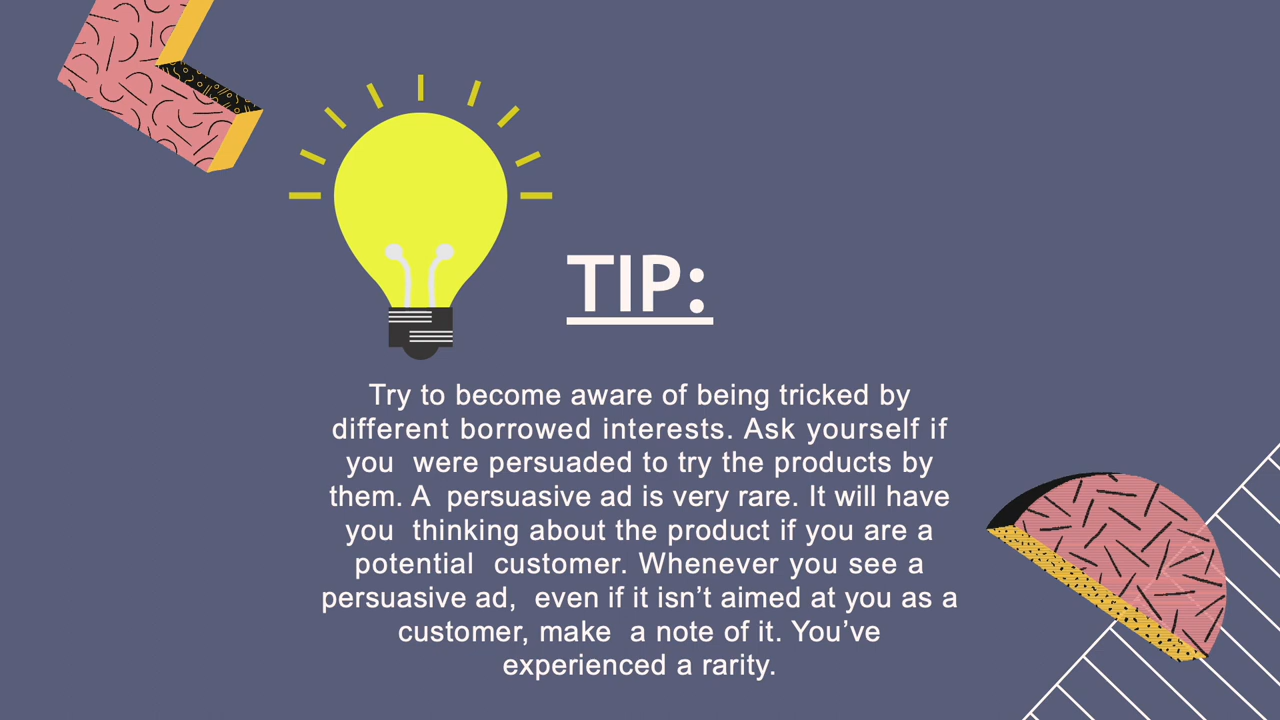 TIP:
Try to become aware of being tricked by
different borrowed interests. Ask yourself if
you  were persuaded to try the products by
them. A  persuasive ad is very rare. It will have
you  thinking about the product if you are a
potential  customer. Whenever you see a
persuasive ad,  even if it isn’t aimed at you as a
customer, make  a note of it. You’ve
experienced a rarity.